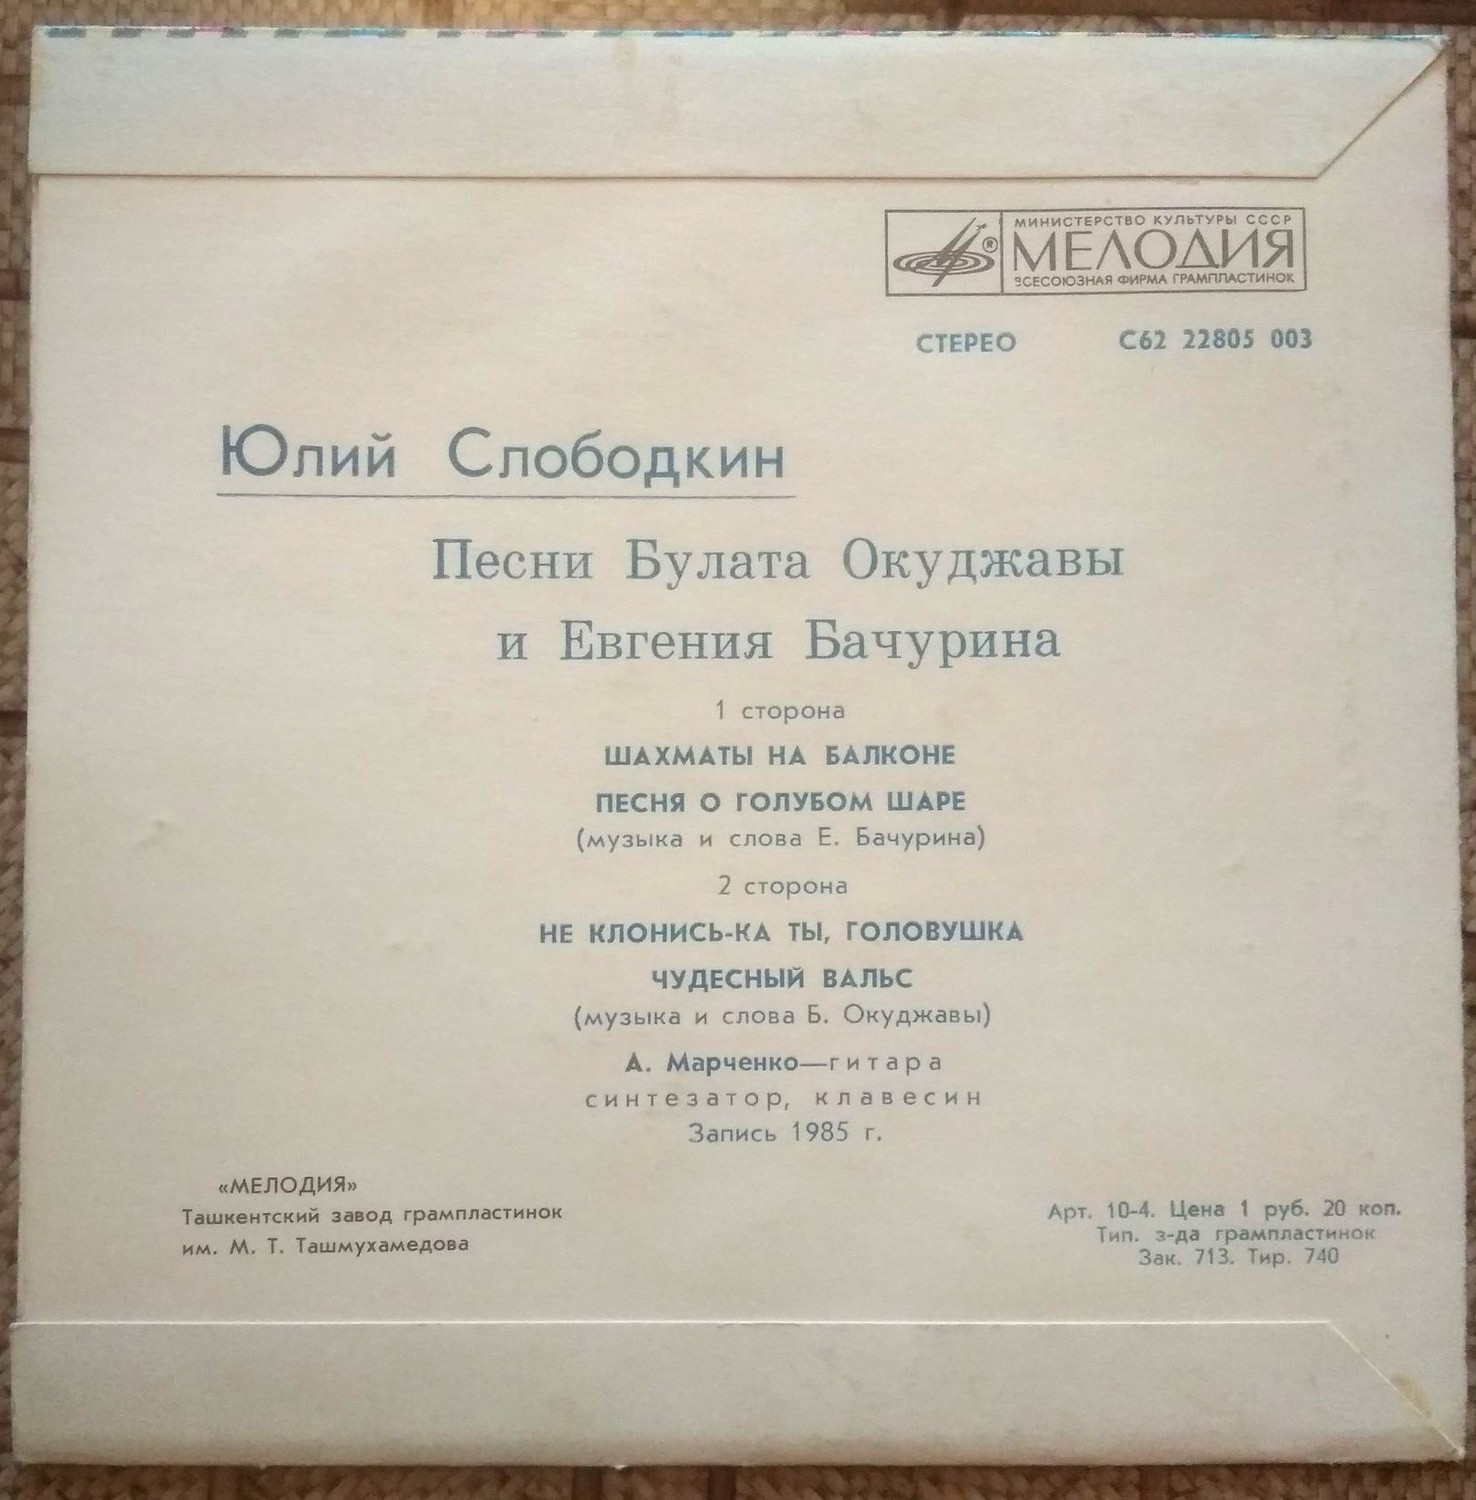 МИНИСТЕРСТВО КУЛЬТУРЫ СССР
МЕЛОДИЯ
ВСЕСОЮЗНАЯ ФИРМА ГРАМПЛАСТИНОК
®
СТЕРЕО С62 22805 003
Юлий Слободкин
Песни Булата Окуджавы
и Евгения Бачурина
1 сторона
ШАХМАТЫ НА БАЛКОНЕ
ПЕСНЯ О ГОЛУБОМ ШАРЕ
(музыка и слова Е. Бачурина)
2 сторона
НЕ КЛОНИСЬ-КА ТЫ, ГОЛОВУШКА
ЧУДЕСНЫЙ ВАЛЬС
(музыка и слова Б. Окуджавы)
А. Марченко—гитара
синтезатор, клавесин
Запись 1985 г.
«МЕЛОДИЯ»
Ташкентский завод грампластинок
им. М. Т. Ташмухамедова
Арт. 10-4. Цена 1 руб. 20 коп.
Тип. з-да грампластинок
Зак. 713. Тир. 740